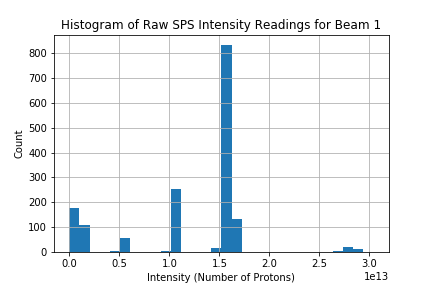 Histogram of Raw SPS Intensity Readings for Beam 1
800
700
600
500
400
300
200
100
0
Count
0.0 0.5 1.0 1.5 2.0 2.5 3.0
1e13
Intensity (Number of Protons)